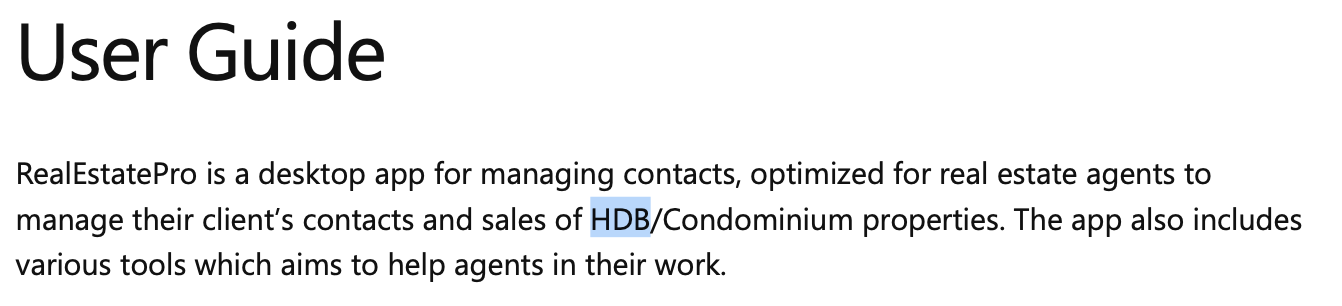 User Guide
RealEstatePro is a desktop app for managing contacts, optimized for real estate agents to
manage their client’s contacts and sales of HDB/Condominium properties. The app also includes
various tools which aims to help agents in their work.